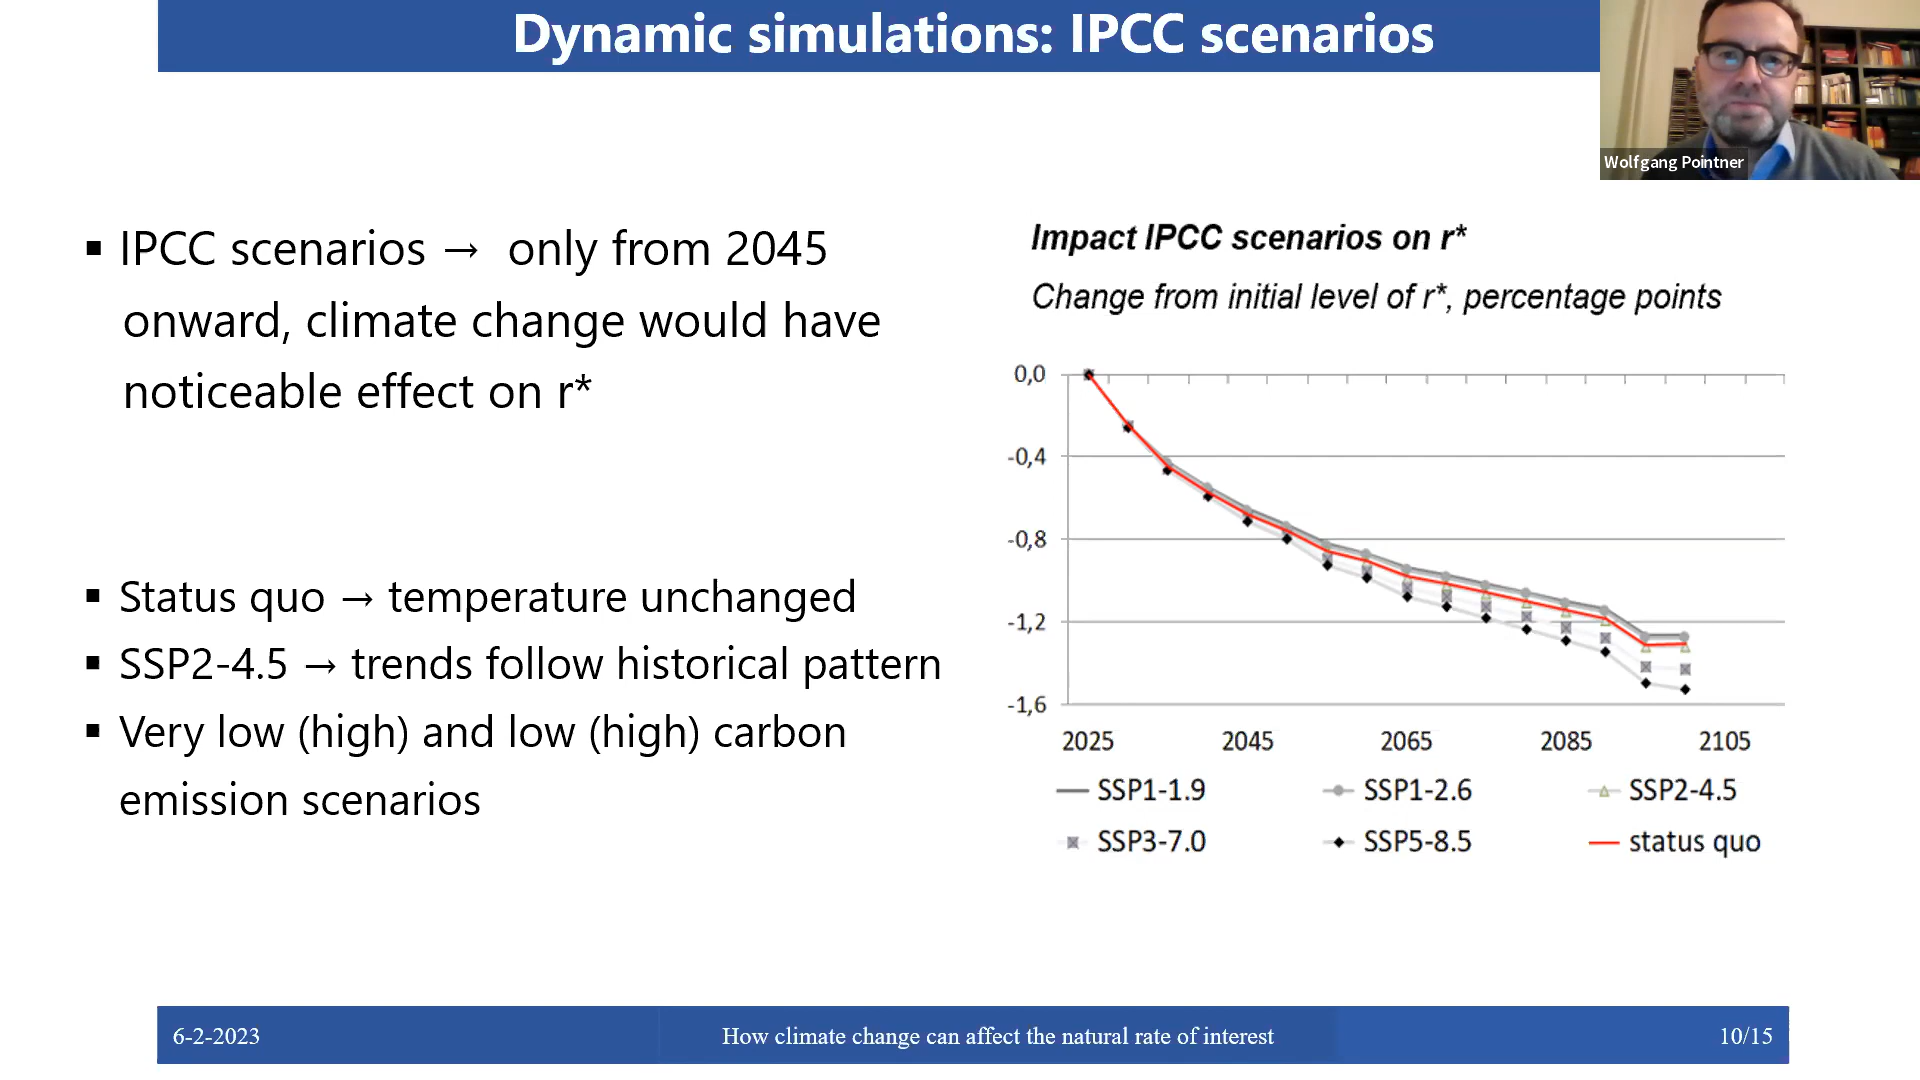 Dynamic simulations: IPCC scenarios
Wolfgang Pointner
▪ IPCC scenarios → only from 2045
onward, climate change would have
noticeable effect on r*
▪ Status quo → temperature unchanged
▪ SSP2-4.5 → trends follow historical pattern
▪ Very low (high) and low (high) carbon
emission scenarios
Impact IPCC scenarios on r*
Change from initial level of r*, percentage points
0,0
-0,4
-0,8
-1,2
-1,6
2025 2045 2065 2085 2105
SSP1-1.9 SSP1-2.6 SSP2-4.5
SSP3-7.0 SSP5-8.5 status quo
6-2-2023 How climate change can affect the natural rate of interest 10/15